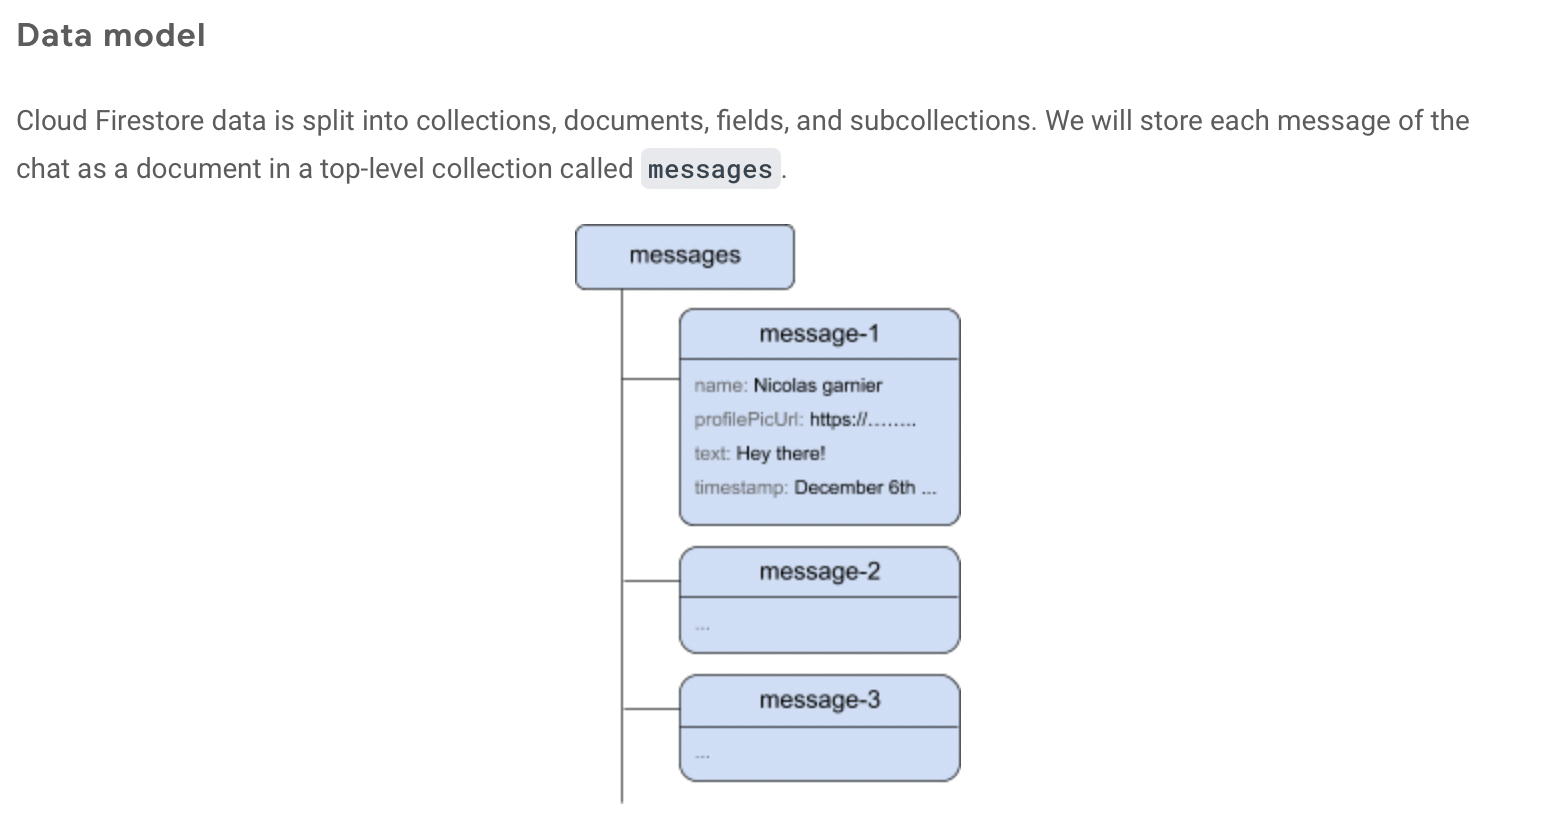 Data model
Cloud Firestore data is split into collections, documents, fields, and subcollections. We will store each message of the
chat as a document in a top-level collection called messages.
messages
message-1
name: Nicolas garnier
profilePicUrl: https://........
text: Hey there!
timestamp: December 6th ...
message-2
...
message-3
...